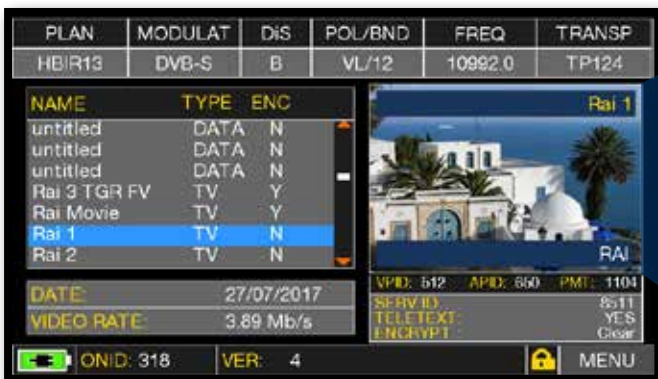 PLAN MODULAT DiS POL/BND FREQ TRANSP
HBIR13 DVB-S B VL/12 10992.0 TP124
NAME TYPE ENC
untitled DATA N
untitled DATA N
untitled DATA N
Rai 3 TGR FV TV Y
Rai Movie TV Y
Rai 1 TV N
Rai 2 TV N
Rai 1
RAI
VPID: 512 APID: 650 PMT: 1104
SERV ID: 8511
TELETEXT: YES
ENCRYPT: Clear
DATE: 27/07/2017
VIDEO RATE: 3.89 Mb/s
ONID: 318 VER: 4 MENU